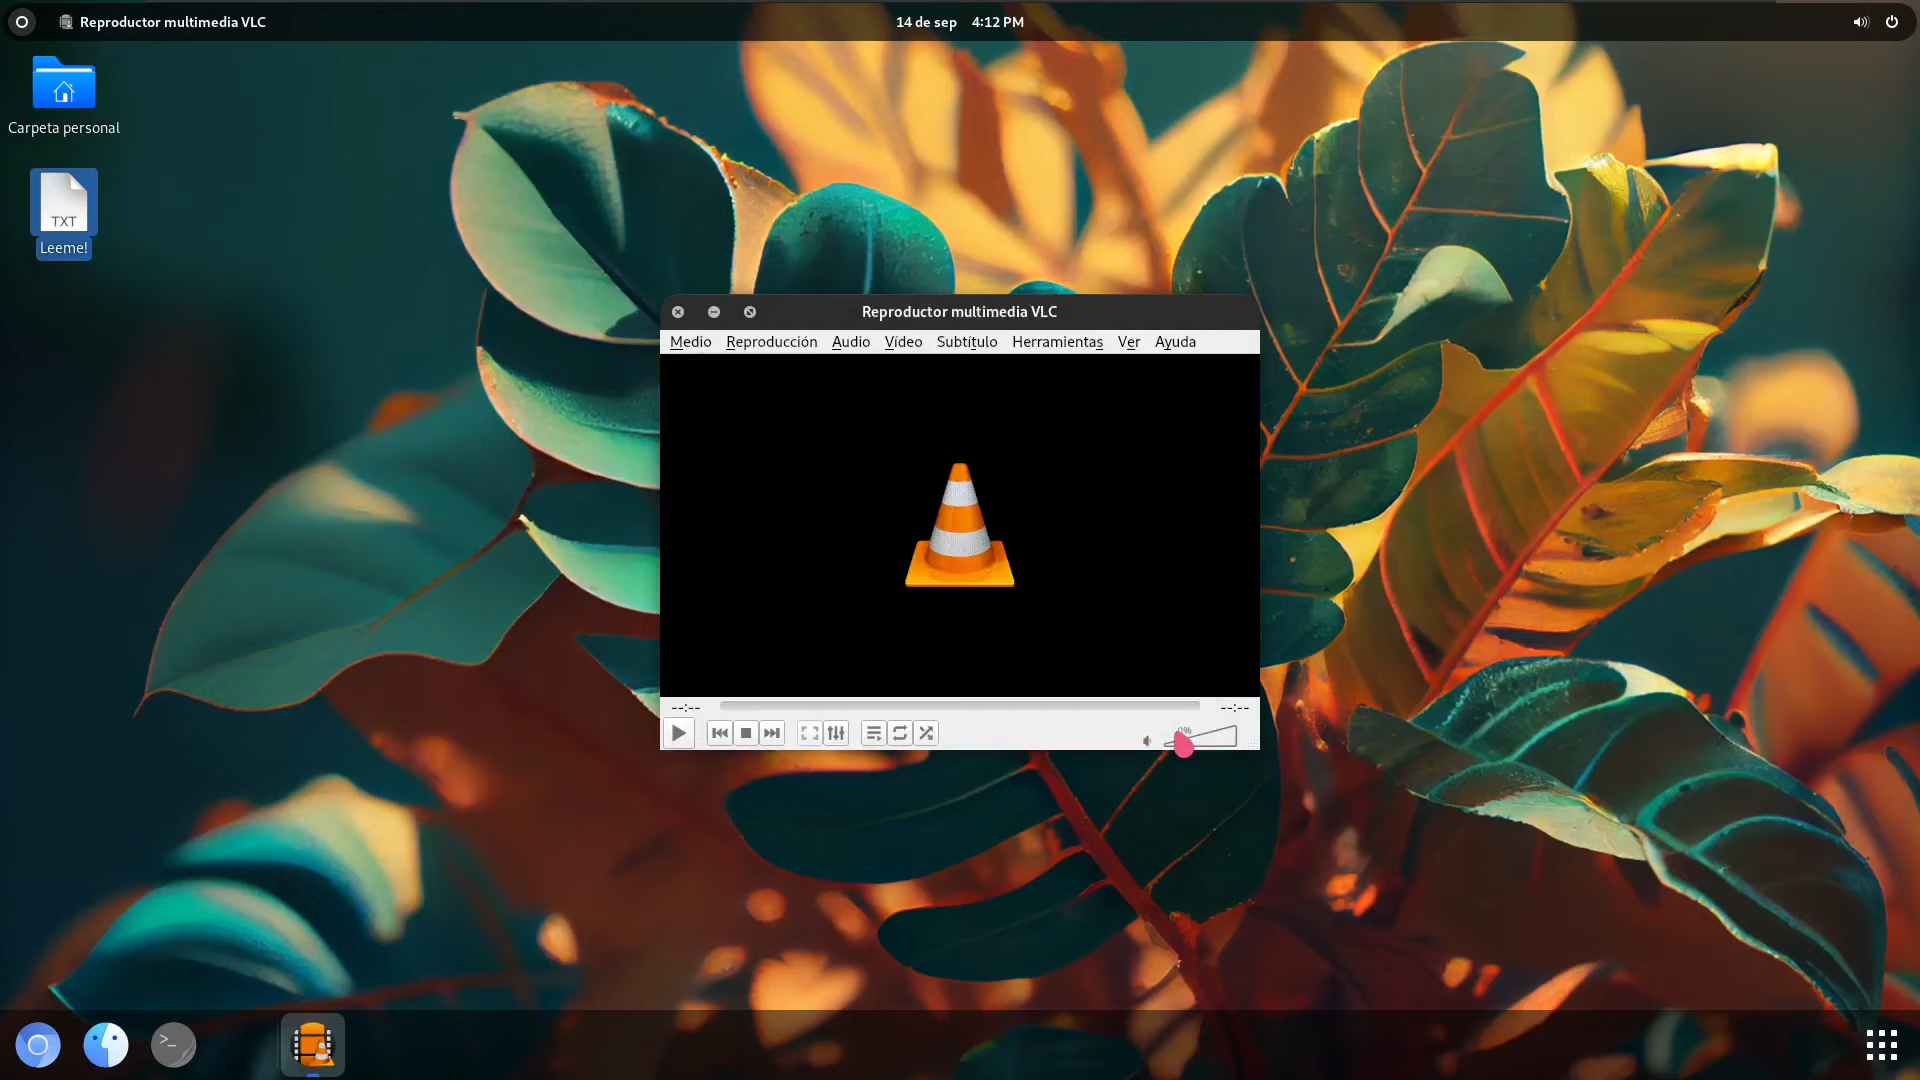 Reproductor multimedia VLC
14 de sep 4:12 PM
Carpeta personal
TXT
Leeme!
Reproductor multimedia VLC
Medio Reproducción Audio Vídeo Subtítulo Herramientas Ver Ayuda
--:-- --:--
0%
>_